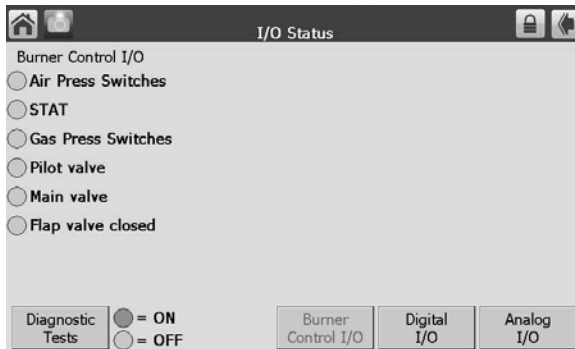 I/O Status
Burner Control I/O
Air Press Switches
STAT
Gas Press Switches
Pilot valve
Main valve
Flap valve closed
Diagnostic
Tests
= ON
= OFF
Burner
Control I/O
Digital
I/O
Analog
I/O